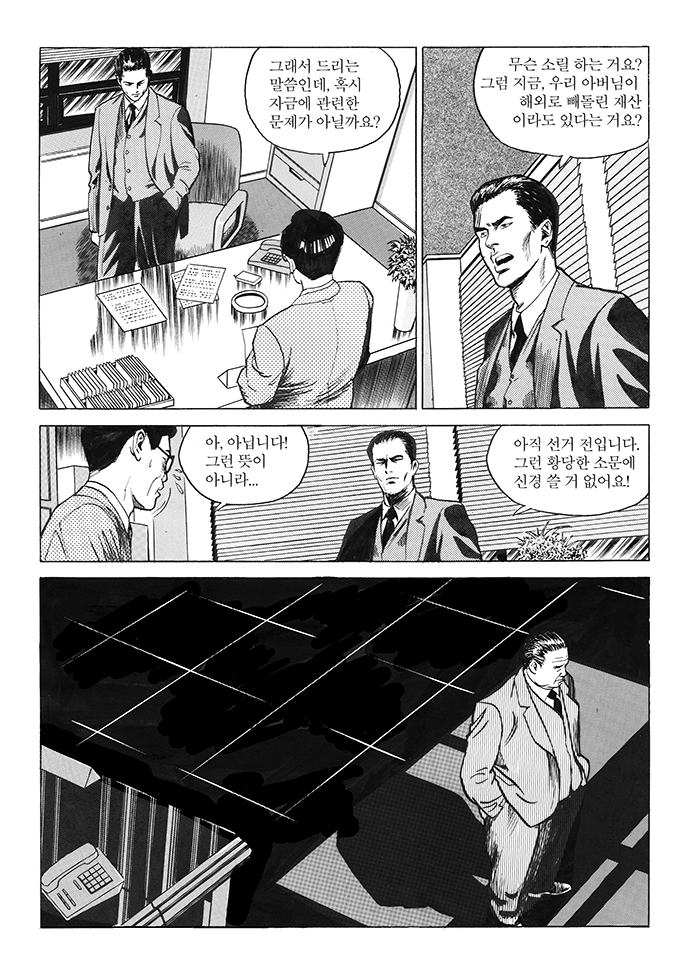 그래서 드리는
말씀인데, 혹시
자금에 관련한
문제가 아닐까요?
무슨 소릴 하는 거요?
그럼 지금, 우리 아버님이
해외로 빼돌린 재산
이라도 있다는 거요?
아, 아닙니다!
그런 뜻이
아니라...
아직 선거 전입니다.
그런 황당한 소문에
신경 쓸 거 없어요!